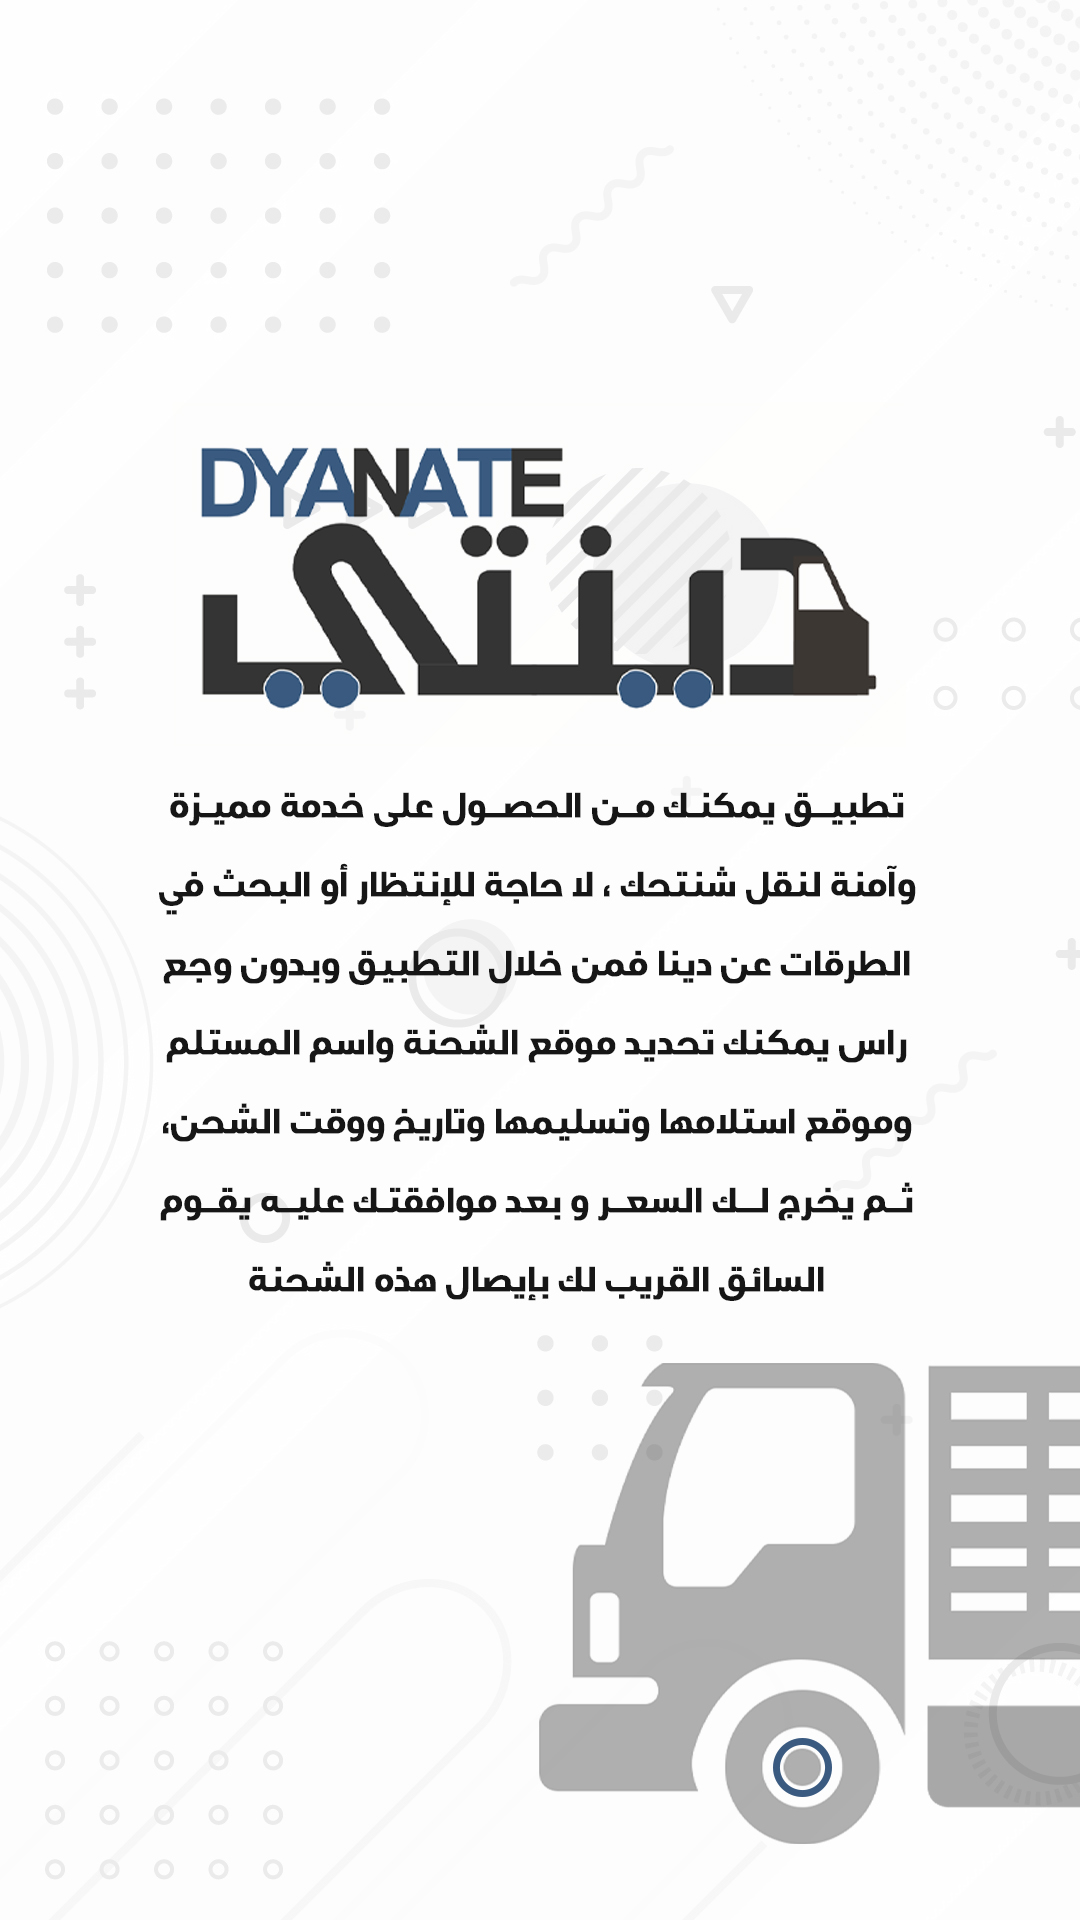 DYANATE
دينتي
تطبيق يمكنك من الحصول على خدمة مميزة
وآمنة لنقل شنتحك ، لا حاجة للإنتظار أو البحث في
الطرقات عن دينا فمن خلال التطبيق وبدون وجع
راس يمكنك تحديد موقع الشحنة واسم المستلم
وموقع استلامها وتسليمها وتاريخ ووقت الشحن،
ثم يخرج لك السعر و بعد موافقتك عليه يقوم
السائق القريب لك بإيصال هذه الشحنة